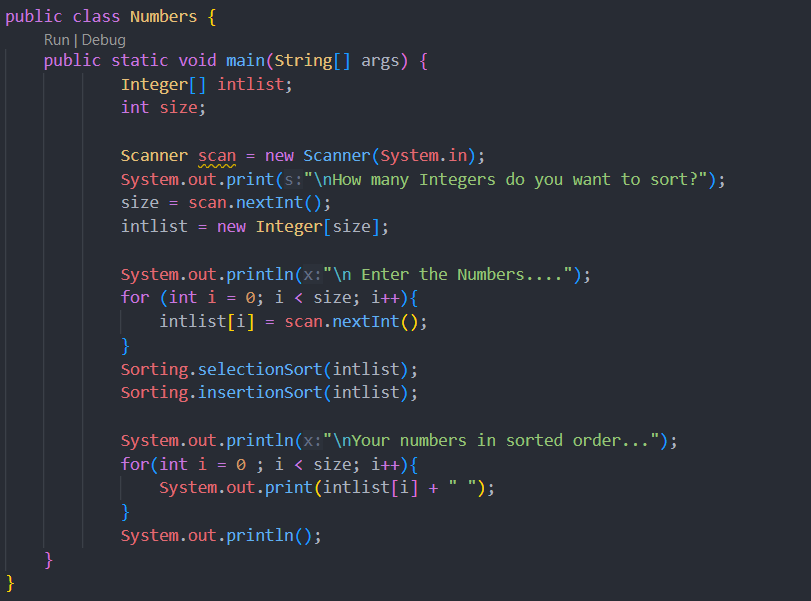 public class Numbers {
Run | Debug
public static void main(String[] args) {
Integer[] intlist;
int size;
Scanner scan = new Scanner(System.in);
System.out.print(s:"\nHow many Integers do you want to sort?");
size = scan.nextInt();
intlist = new Integer[size];
System.out.println(x:"\n Enter the Numbers....");
for (int i = 0; i < size; i++){
intlist[i] = scan.nextInt();
}
Sorting.selectionSort(intlist);
Sorting.insertionSort(intlist);
System.out.println(x:"\nYour numbers in sorted order...");
for(int i = 0 ; i < size; i++){
System.out.print(intlist[i] + " ");
}
System.out.println();
}
}